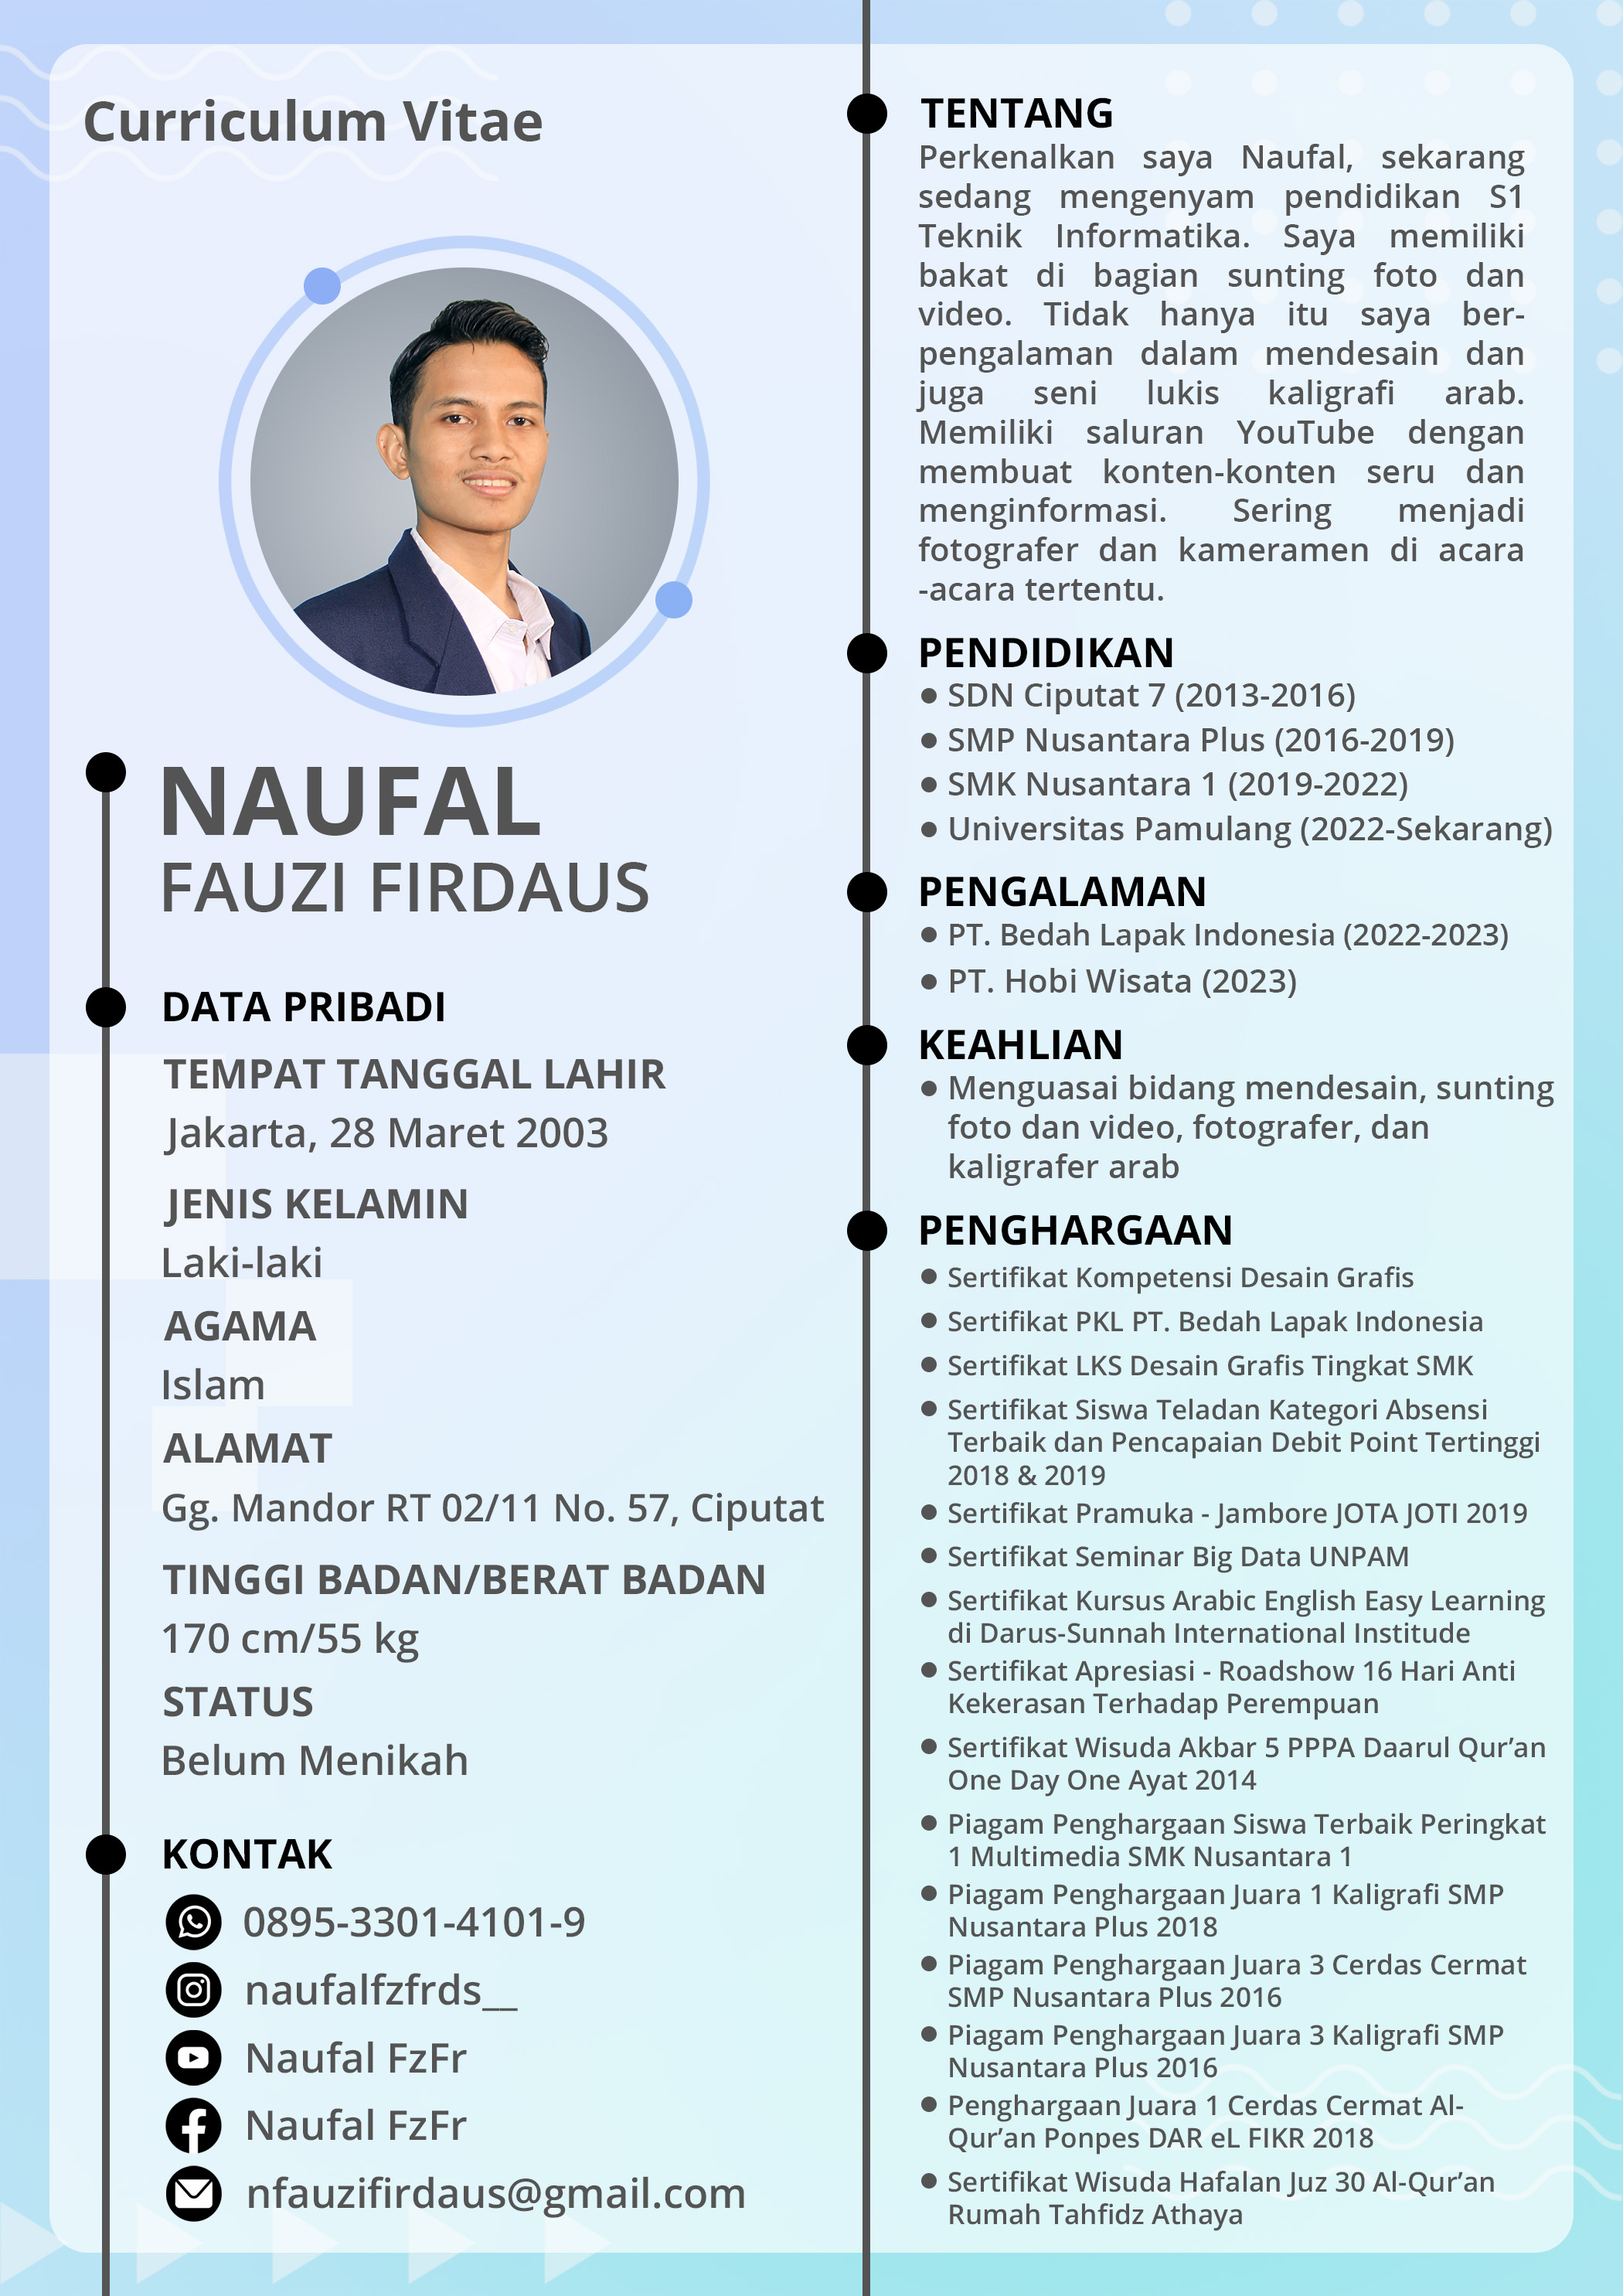 Curriculum Vitae
NAUFAL
FAUZI FIRDAUS
DATA PRIBADI
TEMPAT TANGGAL LAHIR
Jakarta, 28 Maret 2003
JENIS KELAMIN
Laki-laki
AGAMA
Islam
ALAMAT
Gg. Mandor RT 02/11 No. 57, Ciputat
TINGGI BADAN/BERAT BADAN
170 cm/55 kg
STATUS
Belum Menikah
KONTAK
0895-3301-4101-9
naufalfzfrds__
Naufal FzFr
Naufal FzFr
nfauzifirdaus@gmail.com
TENTANG
Perkenalkan saya Naufal, sekarang
sedang mengenyam pendidikan S1
Teknik Informatika. Saya memiliki
bakat di bagian sunting foto dan
video. Tidak hanya itu saya ber-
pengalaman dalam mendesain dan
juga seni lukis kaligrafi arab.
Memiliki saluran YouTube dengan
membuat konten-konten seru dan
menginformasi. Sering menjadi
fotografer dan kameramen di acara
-acara tertentu.
PENDIDIKAN
● SDN Ciputat 7 (2013-2016)
● SMP Nusantara Plus (2016-2019)
● SMK Nusantara 1 (2019-2022)
● Universitas Pamulang (2022-Sekarang)
PENGALAMAN
● PT. Bedah Lapak Indonesia (2022-2023)
● PT. Hobi Wisata (2023)
KEAHLIAN
● Menguasai bidang mendesain, sunting
foto dan video, fotografer, dan
kaligrafer arab
PENGHARGAAN
● Sertifikat Kompetensi Desain Grafis
● Sertifikat PKL PT. Bedah Lapak Indonesia
● Sertifikat LKS Desain Grafis Tingkat SMK
● Sertifikat Siswa Teladan Kategori Absensi
Terbaik dan Pencapaian Debit Point Tertinggi
2018 & 2019
● Sertifikat Pramuka - Jambore JOTA JOTI 2019
● Sertifikat Seminar Big Data UNPAM
● Sertifikat Kursus Arabic English Easy Learning
di Darus-Sunnah International Institude
● Sertifikat Apresiasi - Roadshow 16 Hari Anti
Kekerasan Terhadap Perempuan
● Sertifikat Wisuda Akbar 5 PPPA Daarul Qur’an
One Day One Ayat 2014
● Piagam Penghargaan Siswa Terbaik Peringkat
1 Multimedia SMK Nusantara 1
● Piagam Penghargaan Juara 1 Kaligrafi SMP
Nusantara Plus 2018
● Piagam Penghargaan Juara 3 Cerdas Cermat
SMP Nusantara Plus 2016
● Piagam Penghargaan Juara 3 Kaligrafi SMP
Nusantara Plus 2016
● Penghargaan Juara 1 Cerdas Cermat Al-
Qur’an Ponpes DAR eL FIKR 2018
● Sertifikat Wisuda Hafalan Juz 30 Al-Qur’an
Rumah Tahfidz Athaya